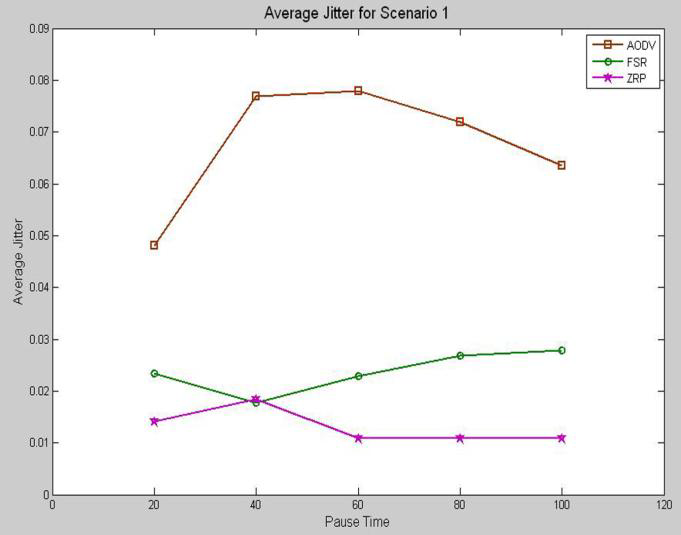 Average Jitter for Scenario 1
0.09
0.08
0.07
0.06
0.05
0.04
0.03
0.02
0.01
0
Average Jitter
AODV
FSR
ZRP
0 20 40 60 80 100 120
Pause Time